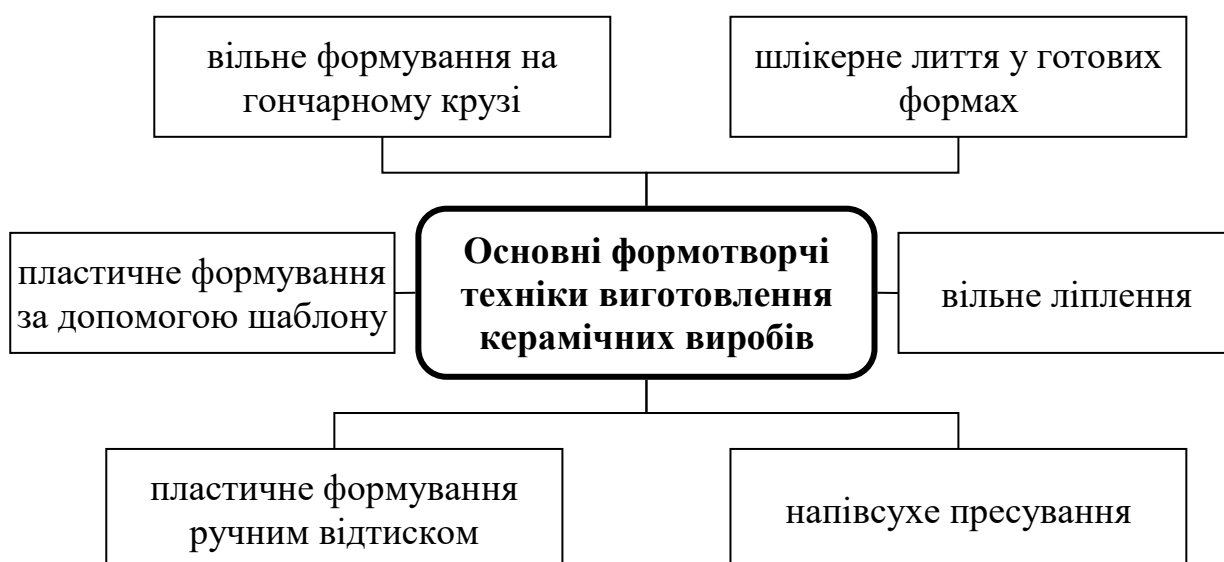 вільне формування на
гончарному крузі
шлікерне лиття у готових
формах
пластичне формування
за допомогою шаблону
Основні формотворчі
техніки виготовлення
керамічних виробів
вільне ліплення
пластичне формування
ручним відтиском
напівсухе пресування